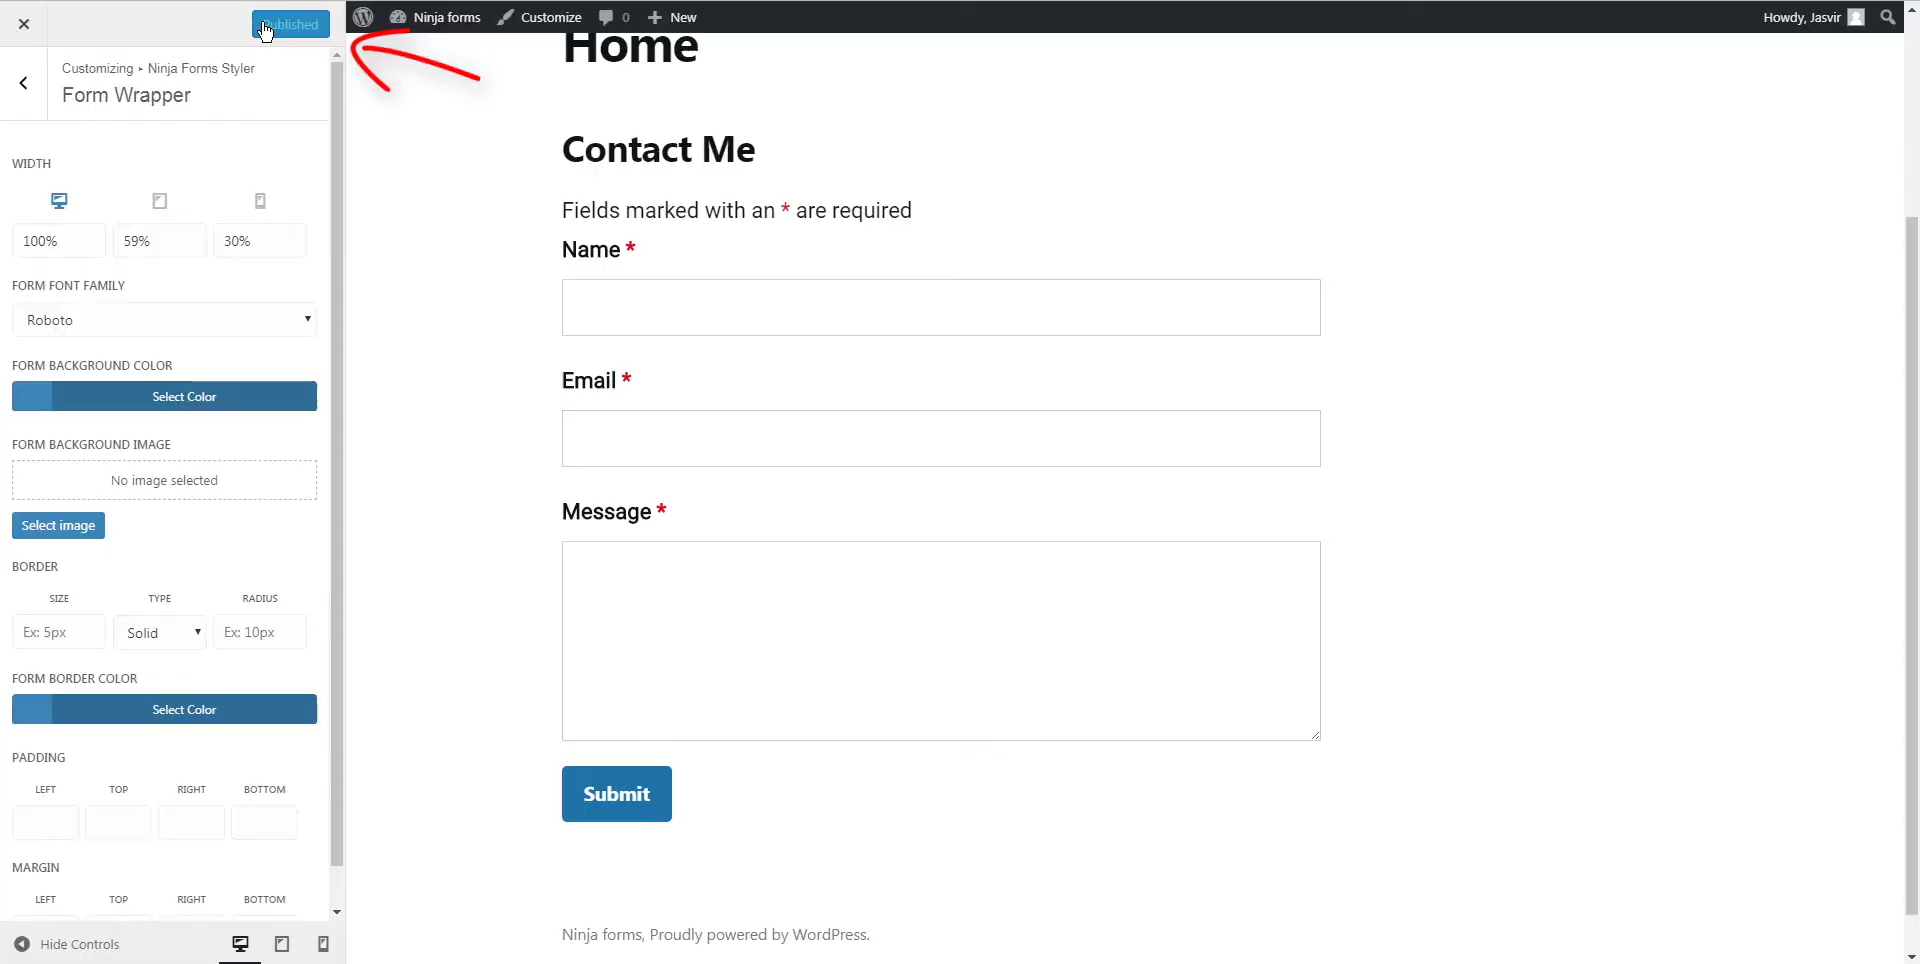 Published
Ninja forms
Customize
0
New
Howdy, Jasvir
Customizing ▸ Ninja Forms Styler
Form Wrapper
WIDTH
100%
59%
30%
FORM FONT FAMILY
Roboto
FORM BACKGROUND COLOR
Select Color
FORM BACKGROUND IMAGE
No image selected
Select image
BORDER
SIZE
TYPE
RADIUS
Ex: 5px
Solid
Ex: 10px
FORM BORDER COLOR
Select Color
PADDING
LEFT
TOP
RIGHT
BOTTOM
MARGIN
LEFT
TOP
RIGHT
BOTTOM
Hide Controls
Home
Contact Me
Fields marked with an * are required
Name *
Email *
Message *
Submit
Ninja forms, Proudly powered by WordPress.